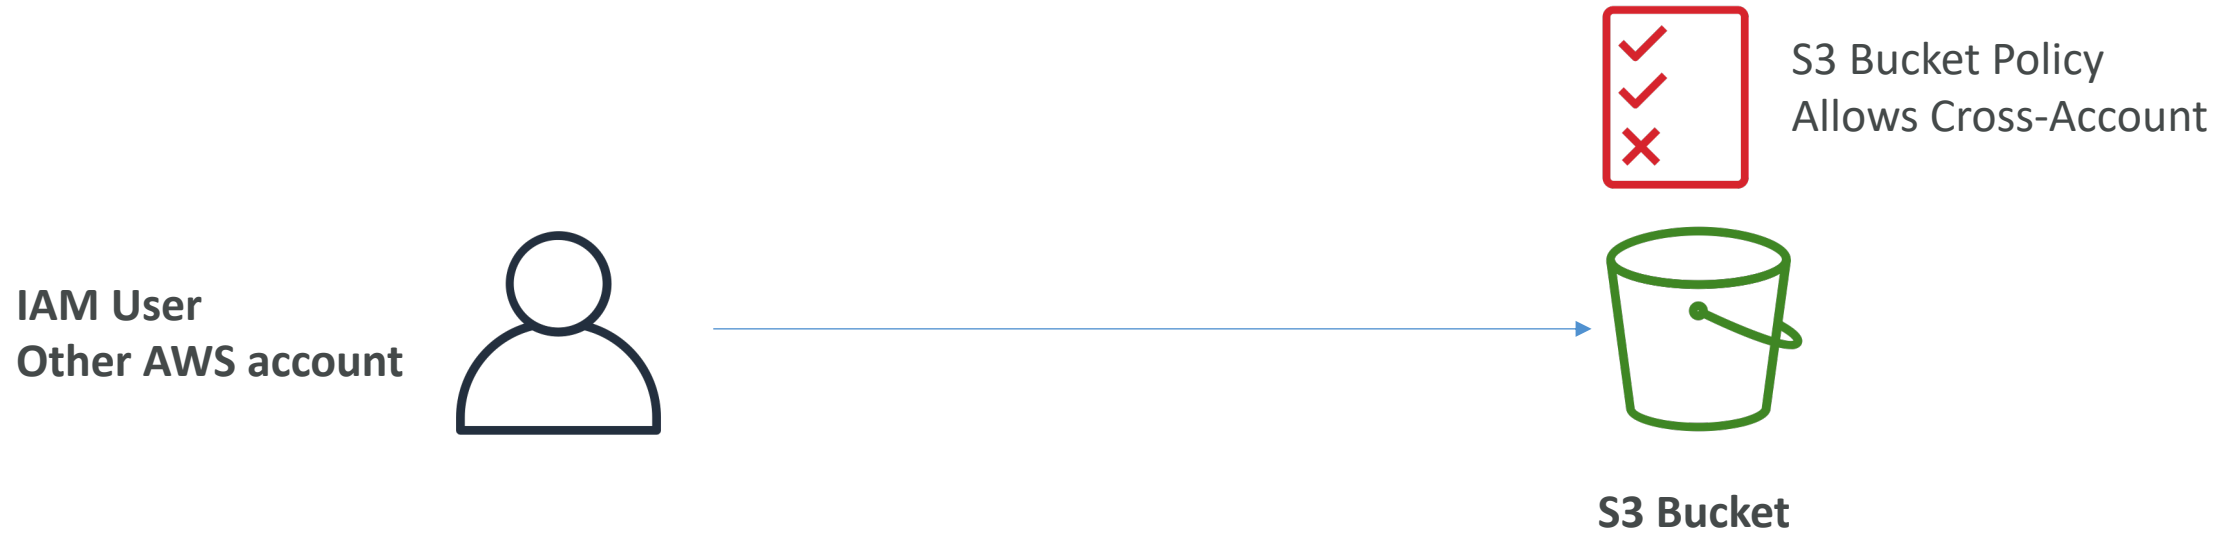 S3 Bucket Policy
Allows Cross-Account
IAM User
Other AWS account
S3 Bucket